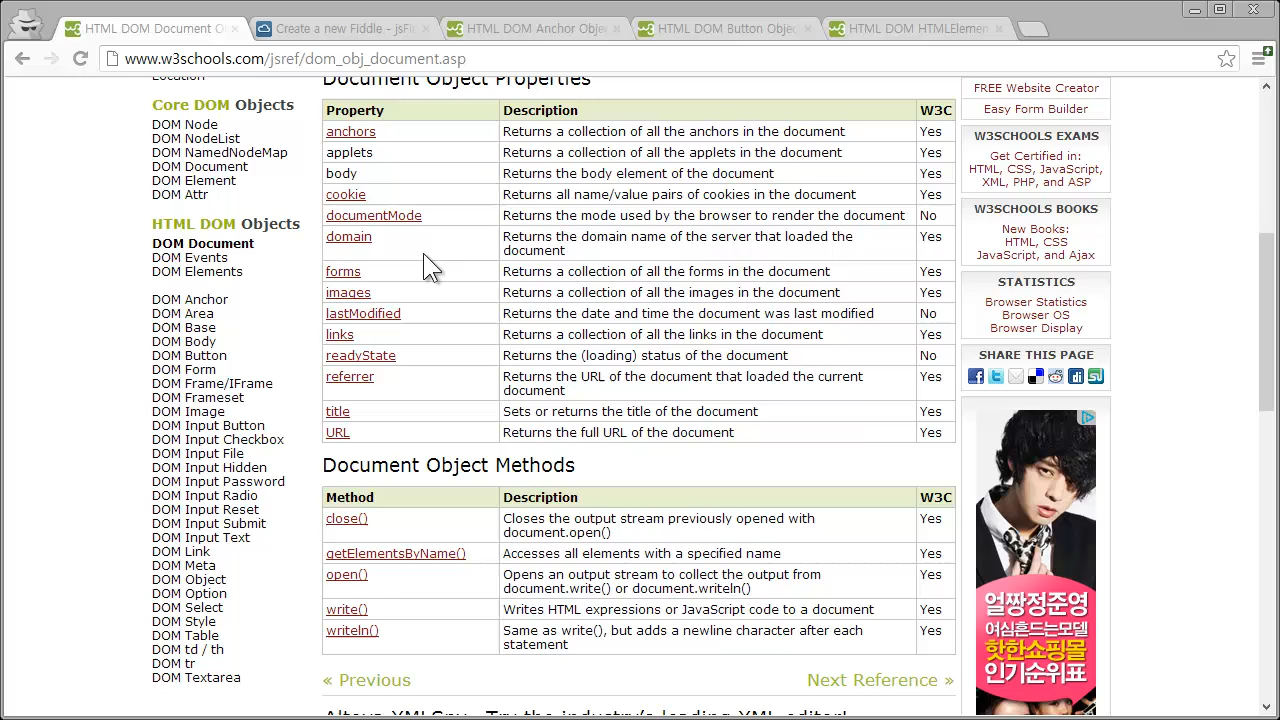 HTML DOM Document O
Create a new Fiddle - jsFi
HTML DOM Anchor Obje
HTML DOM Button Objec
HTML DOM HTMLElemen
www.w3schools.com/jsref/dom_obj_document.asp
Location
Core DOM Objects
DOM Node
DOM NodeList
DOM NamedNodeMap
DOM Document
DOM Element
DOM Attr
HTML DOM Objects
DOM Document
DOM Events
DOM Elements
DOM Anchor
DOM Area
DOM Base
DOM Body
DOM Button
DOM Form
DOM Frame/IFrame
DOM Frameset
DOM Image
DOM Input Button
DOM Input Checkbox
DOM Input File
DOM Input Hidden
DOM Input Password
DOM Input Radio
DOM Input Reset
DOM Input Submit
DOM Input Text
DOM Link
DOM Meta
DOM Object
DOM Option
DOM Select
DOM Style
DOM Table
DOM td / th
DOM tr
DOM Textarea
Document Object Properties
Property Description W3C
anchors Returns a collection of all the anchors in the document Yes
applets Returns a collection of all the applets in the document Yes
body Returns the body element of the document Yes
cookie Returns all name/value pairs of cookies in the document Yes
documentMode Returns the mode used by the browser to render the document No
domain Returns the domain name of the server that loaded the Yes
document
forms Returns a collection of all the forms in the document Yes
images Returns a collection of all the images in the document Yes
lastModified Returns the date and time the document was last modified No
links Returns a collection of all the links in the document Yes
readyState Returns the (loading) status of the document No
referrer Returns the URL of the document that loaded the current Yes
document
title Sets or returns the title of the document Yes
URL Returns the full URL of the document Yes
Document Object Methods
Method Description W3C
close() Closes the output stream previously opened with Yes
document.open()
getElementsByName() Accesses all elements with a specified name Yes
open() Opens an output stream to collect the output from Yes
document.write() or document.writeln()
write() Writes HTML expressions or JavaScript code to a document Yes
writeln() Same as write(), but adds a newline character after each Yes
statement
« Previous Next Reference »
Altova XMLSpy - Try the industry's leading XML editor!
FREE Website Creator
Easy Form Builder
W3SCHOOLS EXAMS
Get Certified in:
HTML, CSS, JavaScript,
XML, PHP, and ASP
W3SCHOOLS BOOKS
New Books:
HTML, CSS
JavaScript, and Ajax
STATISTICS
Browser Statistics
Browser OS
Browser Display
SHARE THIS PAGE
얼짱정준영
여심흔드는모델
핫한쇼핑몰
인기순위표